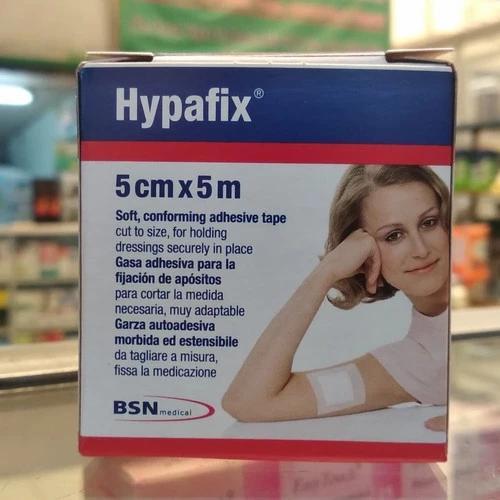 Hypafix®
5cm x 5m
Soft, conforming adhesive tape
cut to size, for holding
dressings securely in place
Gasa adhesiva para la
fijación de apósitos
para cortar la medida
necesaria, muy adaptable
Garza autoadesiva
morbida ed estensibile
da tagliare a misura,
fissa la medicazione
BSN medical